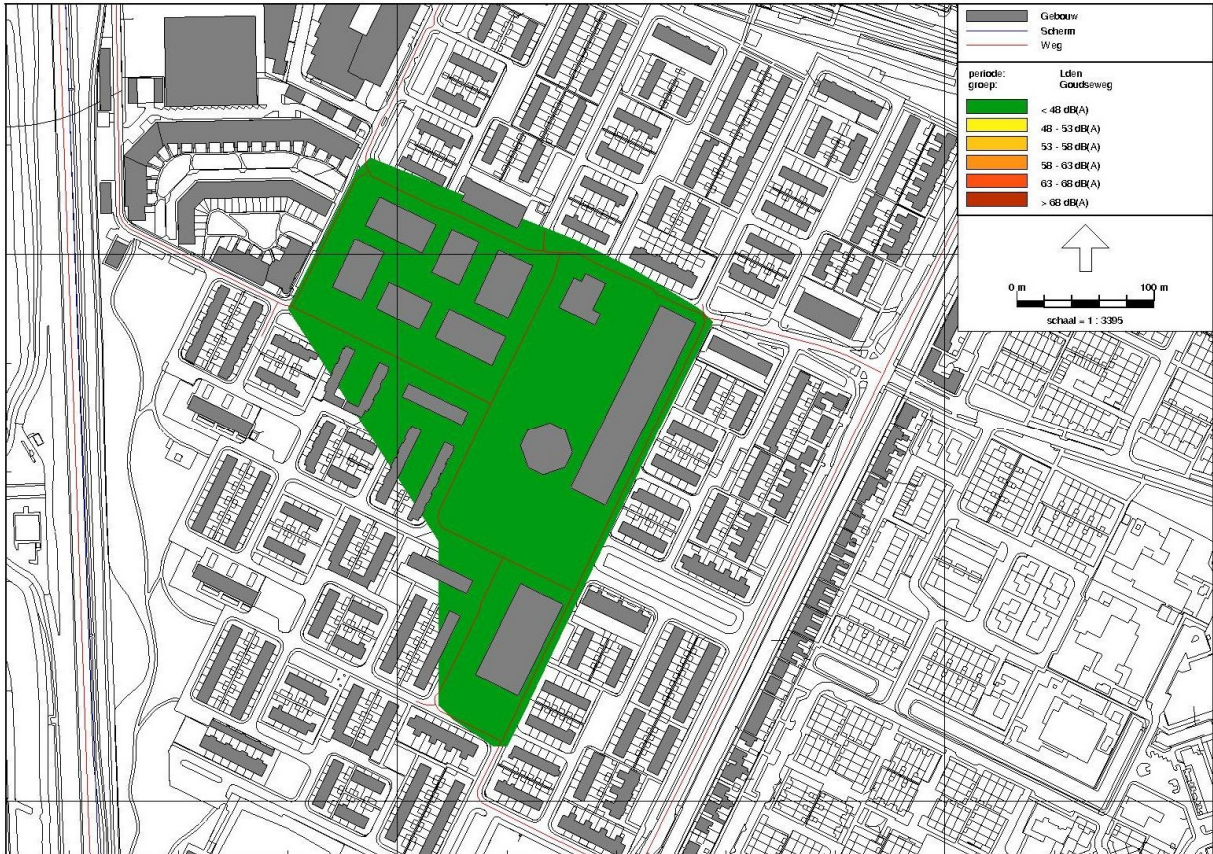 Gebouw
Scherm
Weg
periode: Lden
groep: Goudseweg
< 48 dB(A)
48 - 53 dB(A)
53 - 58 dB(A)
58 - 63 dB(A)
63 - 68 dB(A)
> 68 dB(A)
0 m 100 m
schaal = 1 : 3395